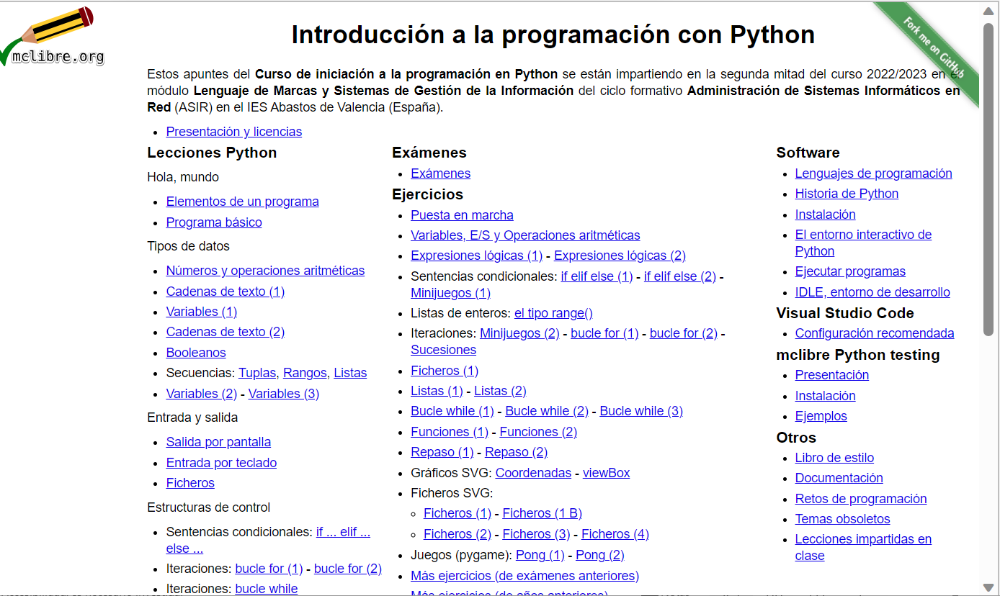 mclibre.org
Introducción a la programación con Python
Fork me on GitHub
Estos apuntes del Curso de iniciación a la programación en Python se están impartiendo en la segunda mitad del curso 2022/2023 en el
módulo Lenguaje de Marcas y Sistemas de Gestión de la Información del ciclo formativo Administración de Sistemas Informáticos en
Red (ASIR) en el IES Abastos de Valencia (España).
Presentación y licencias
Lecciones Python
Hola, mundo
Elementos de un programa
Programa básico
Tipos de datos
Números y operaciones aritméticas
Cadenas de texto (1)
Variables (1)
Cadenas de texto (2)
Booleanos
Secuencias: Tuplas, Rangos, Listas
Variables (2) - Variables (3)
Entrada y salida
Salida por pantalla
Entrada por teclado
Ficheros
Estructuras de control
Sentencias condicionales: if ... elif ...
else ...
Iteraciones: bucle for (1) - bucle for (2)
Iteraciones: bucle while
Exámenes
Exámenes
Ejercicios
Puesta en marcha
Variables, E/S y Operaciones aritméticas
Expresiones lógicas (1) - Expresiones lógicas (2)
Sentencias condicionales: if elif else (1) - if elif else (2) -
Minijuegos (1)
Listas de enteros: el tipo range()
Iteraciones: Minijuegos (2) - bucle for (1) - bucle for (2) -
Sucesiones
Ficheros (1)
Listas (1) - Listas (2)
Bucle while (1) - Bucle while (2) - Bucle while (3)
Funciones (1) - Funciones (2)
Repaso (1) - Repaso (2)
Gráficos SVG: Coordenadas - viewBox
Ficheros SVG:
Ficheros (1) - Ficheros (1 B)
Ficheros (2) - Ficheros (3) - Ficheros (4)
Juegos (pygame): Pong (1) - Pong (2)
Más ejercicios (de exámenes anteriores)
Más ejercicios (de años anteriores)
Software
Lenguajes de programación
Historia de Python
Instalación
El entorno interactivo de
Python
Ejecutar programas
IDLE, entorno de desarrollo
Visual Studio Code
Configuración recomendada
mclibre Python testing
Presentación
Instalación
Ejemplos
Otros
Libro de estilo
Documentación
Retos de programación
Temas obsoletos
Lecciones impartidas en
clase